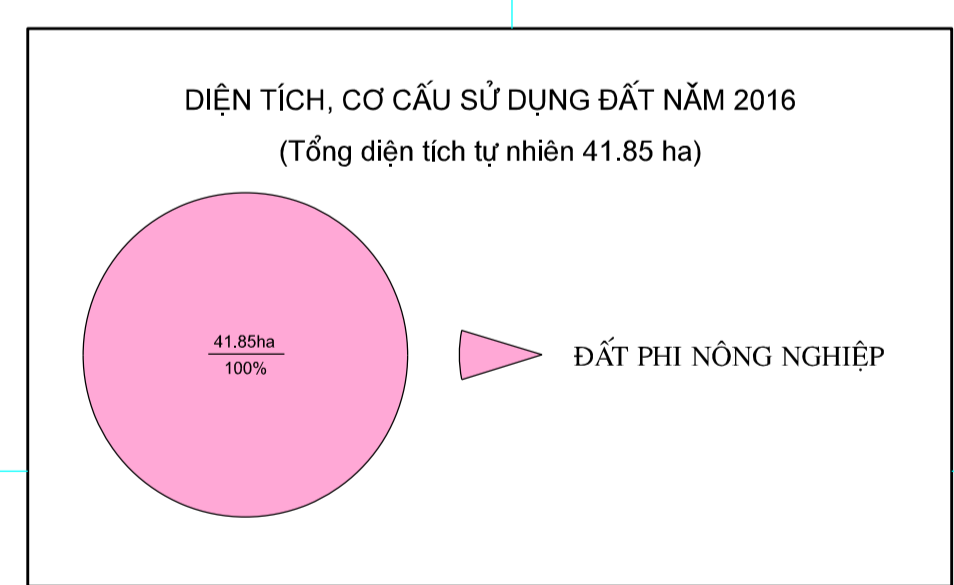 DIỆN TÍCH, CƠ CẤU SỬ DỤNG ĐẤT NĂM 2016
(Tổng diện tích tự nhiên 41.85 ha)
41.85ha
100%
ĐẤT PHI NÔNG NGHIỆP